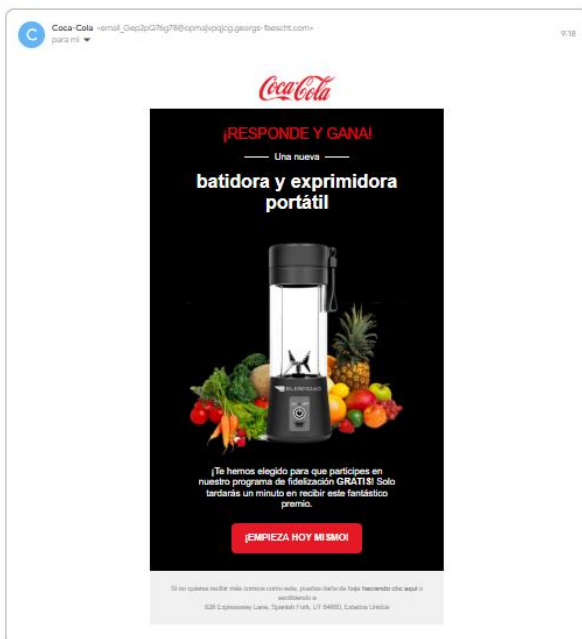 C
Coca-Cola
para mí
9:18
Coca-Cola
¡RESPONDE Y GANA!
Una nueva
batidora y exprimidora
portátil
¡Te hemos elegido para que participes en
nuestro programa de fidelización GRATIS! Solo
tardarás un minuto en recibir este fantástico
premio.
¡EMPIEZA HOY MISMO!
Si no quieres recibir más correos como este, puedes darte de baja haciendo clic aquí o
escribiendo a
Expressway Lane, Spanish Fork, UT Estados Unidos